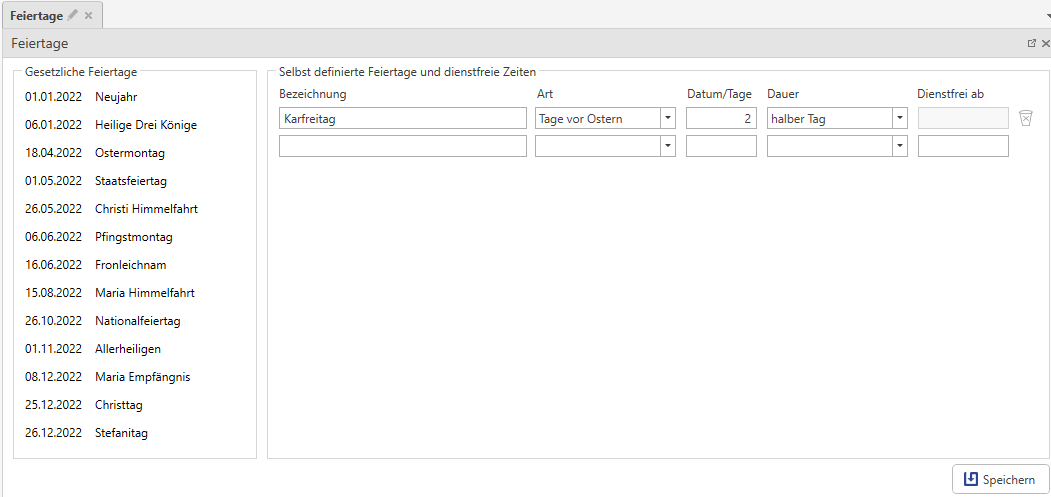 Feiertage
Feiertage
Gesetzliche Feiertage
01.01.2022 Neujahr
06.01.2022 Heilige Drei Könige
18.04.2022 Ostermontag
01.05.2022 Staatsfeiertag
26.05.2022 Christi Himmelfahrt
06.06.2022 Pfingstmontag
16.06.2022 Fronleichnam
15.08.2022 Maria Himmelfahrt
26.10.2022 Nationalfeiertag
01.11.2022 Allerheiligen
08.12.2022 Maria Empfängnis
25.12.2022 Christtag
26.12.2022 Stefanitag
Selbst definierte Feiertage und dienstfreie Zeiten
Bezeichnung Art Datum/Tage Dauer Dienstfrei ab
Karfreitag Tage vor Ostern 2 halber Tag
Speichern